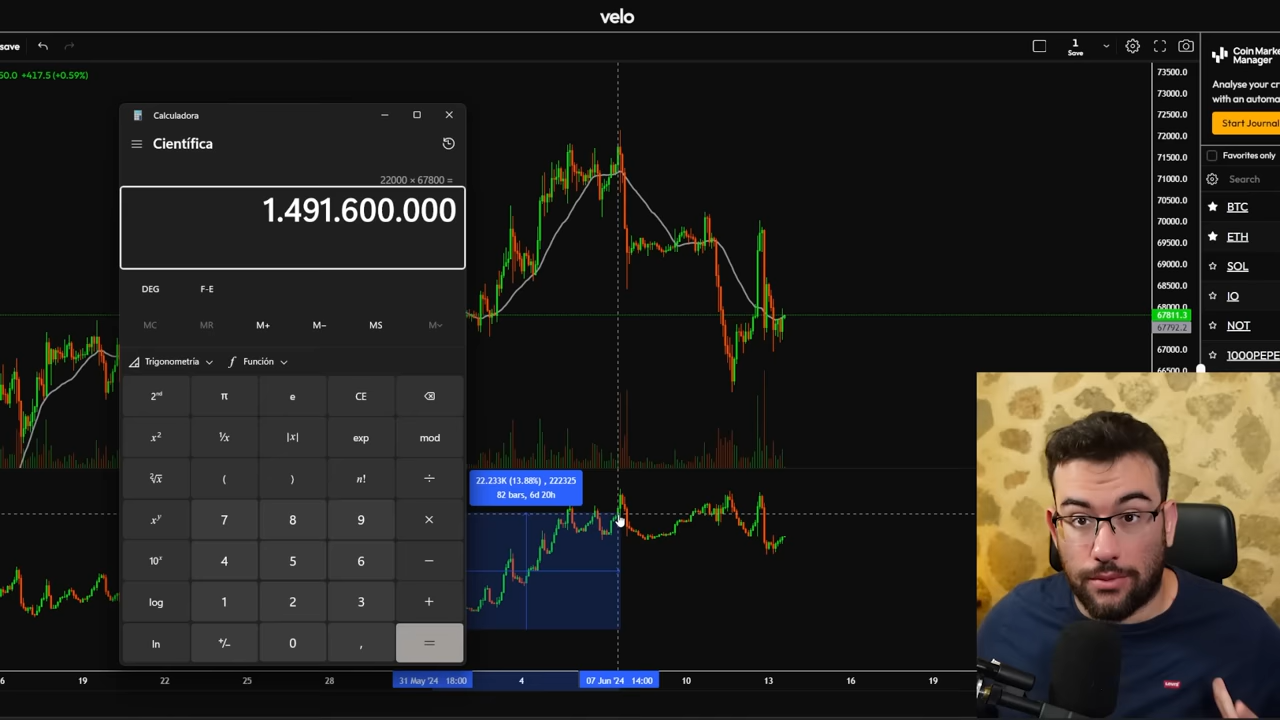 velo
save
1
Save
50.0 +417.5 (+0.59%)
Calculadora
Científica
22000 × 67800 =
1.491.600.000
DEG
F-E
MC
MR
M+
M−
MS
M
Trigonometría
Función
2ⁿᵈ
π
e
CE
x²
¹/x
|x|
exp
mod
²√x
(
)
n!
÷
xʸ
7
8
9
×
10ˣ
4
5
6
−
log
1
2
3
+
ln
+/−
0
,
=
22.233K (13.88%) , 222325
82 bars, 6d 20h
73500.0
73000.0
72500.0
72000.0
71500.0
71000.0
70500.0
70000.0
69500.0
69000.0
68500.0
68000.0
67811.3
67792.2
67000.0
66500.0
6
19
22
25
28
31 May '24 18:00
4
07 Jun '24 14:00
10
13
16
19
Coin Marke
Manager
Analyse your cr
with an automa
Start Journal
Favorites only
Search
BTC
ETH
SOL
IO
NOT
1000PEPE
Levi's